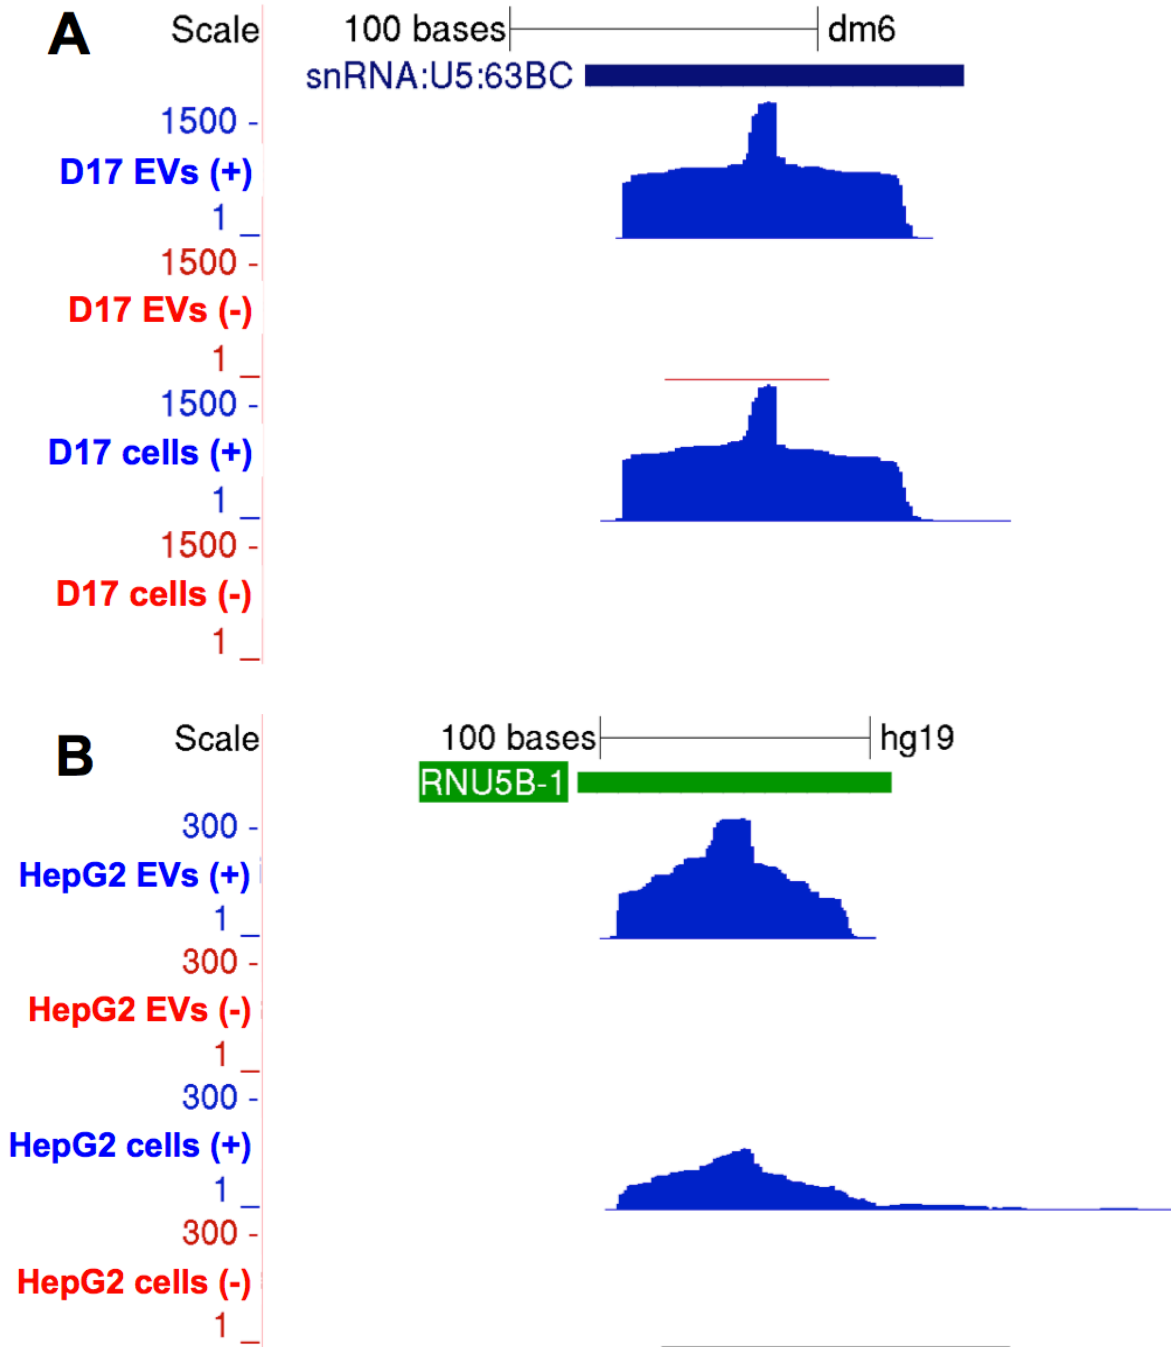 A
Scale 100 bases dm6
snRNA:U5:63BC
1500 -
D17 EVs (+)
1 _
1500 -
D17 EVs (-)
1 _
1500 -
D17 cells (+)
1 _
1500 -
D17 cells (-)
1 _
B
Scale 100 bases hg19
RNU5B-1
300 -
HepG2 EVs (+)
1 _
300 -
HepG2 EVs (-)
1 _
300 -
HepG2 cells (+)
1 _
300 -
HepG2 cells (-)
1 _